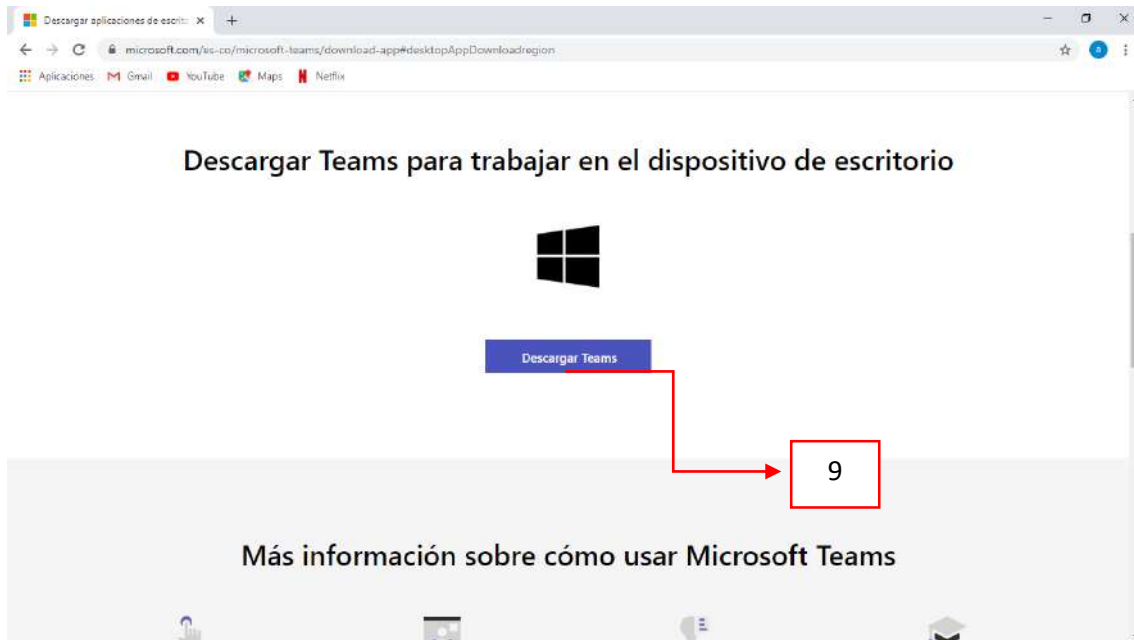 Descargar aplicaciones de escrit
microsoft.com/es-co/microsoft-teams/download-app#desktopAppDownloadregion
Aplicaciones Gmail YouTube Maps Netflix
Descargar Teams para trabajar en el dispositivo de escritorio
Descargar Teams
9
Más información sobre cómo usar Microsoft Teams